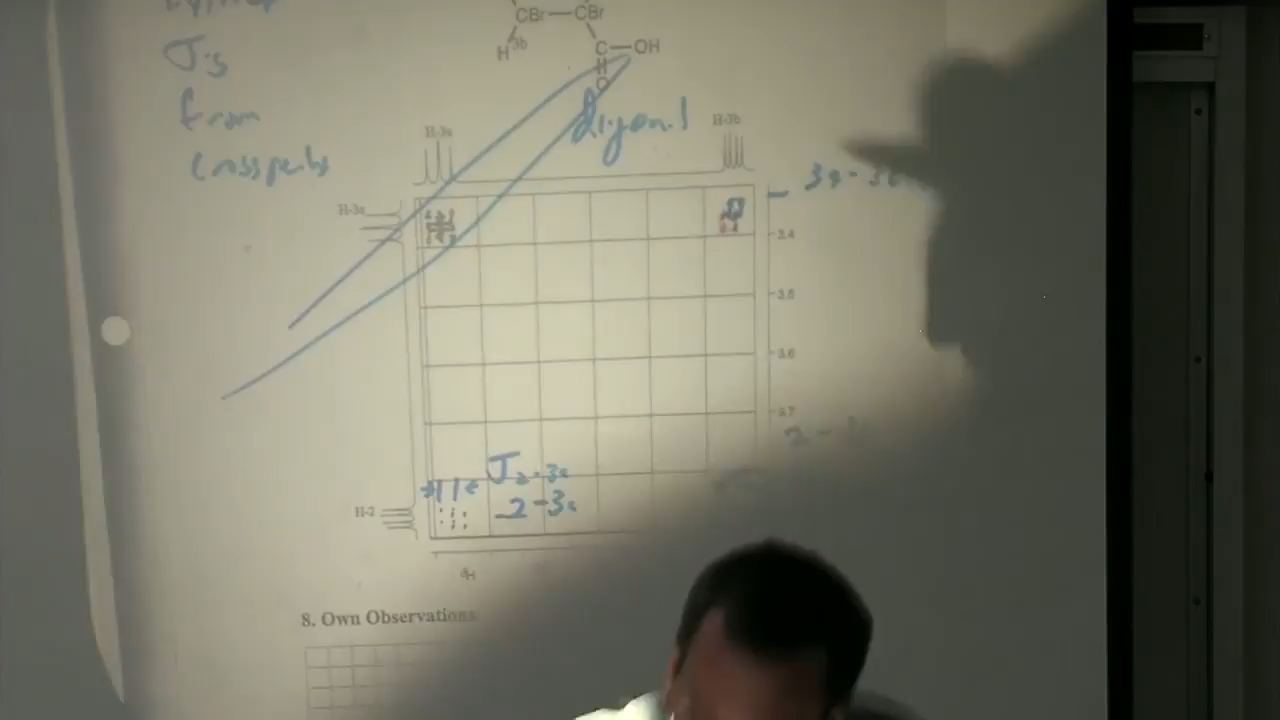 CBr—CBr
J's
H 3b
C—OH
from
O
diagonal
H-3a
H-3b
crosspeaks
H-3a
3.4
3.5
3.6
3.7
J2-3a
2-3a
H-2
δH
8. Own Observations